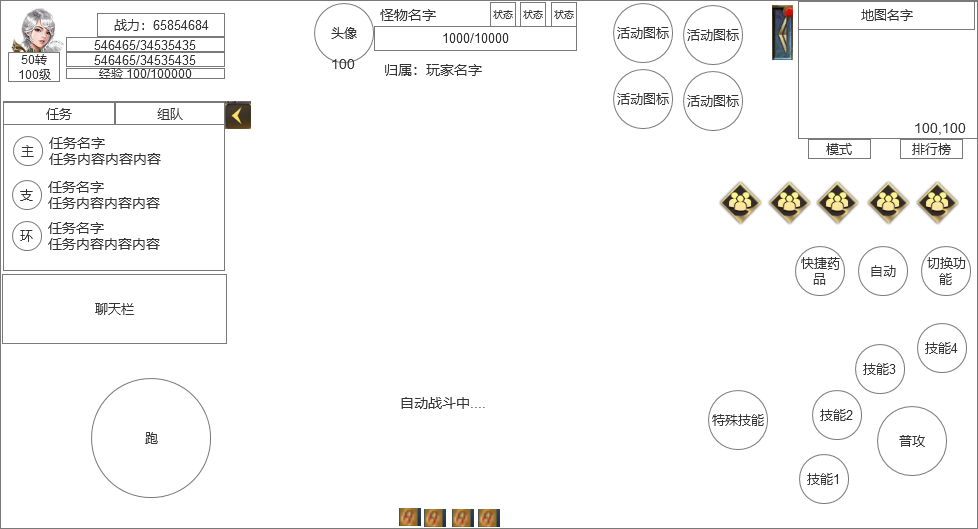 战力：65854684
546465/34535435
546465/34535435
经验 100/100000
50转
100级
头像
100
怪物名字
状态
状态
状态
1000/10000
归属：玩家名字
活动图标
活动图标
活动图标
活动图标
地图名字
100,100
模式
排行榜
任务
组队
主
任务名字
任务内容内容内容
支
任务名字
任务内容内容内容
环
任务名字
任务内容内容内容
聊天栏
快捷药
品
自动
切换功
能
技能4
技能3
技能2
特殊技能
普攻
技能1
跑
自动战斗中....